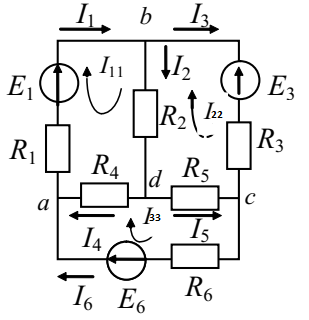 I₁ b I₃
I₁₁ I₂
E₁ E₃
R₂ I₂₂
R₁ R₃
R₄ d R₅
a c
I₃₃
I₄ I₅
I₆ E₆ R₆